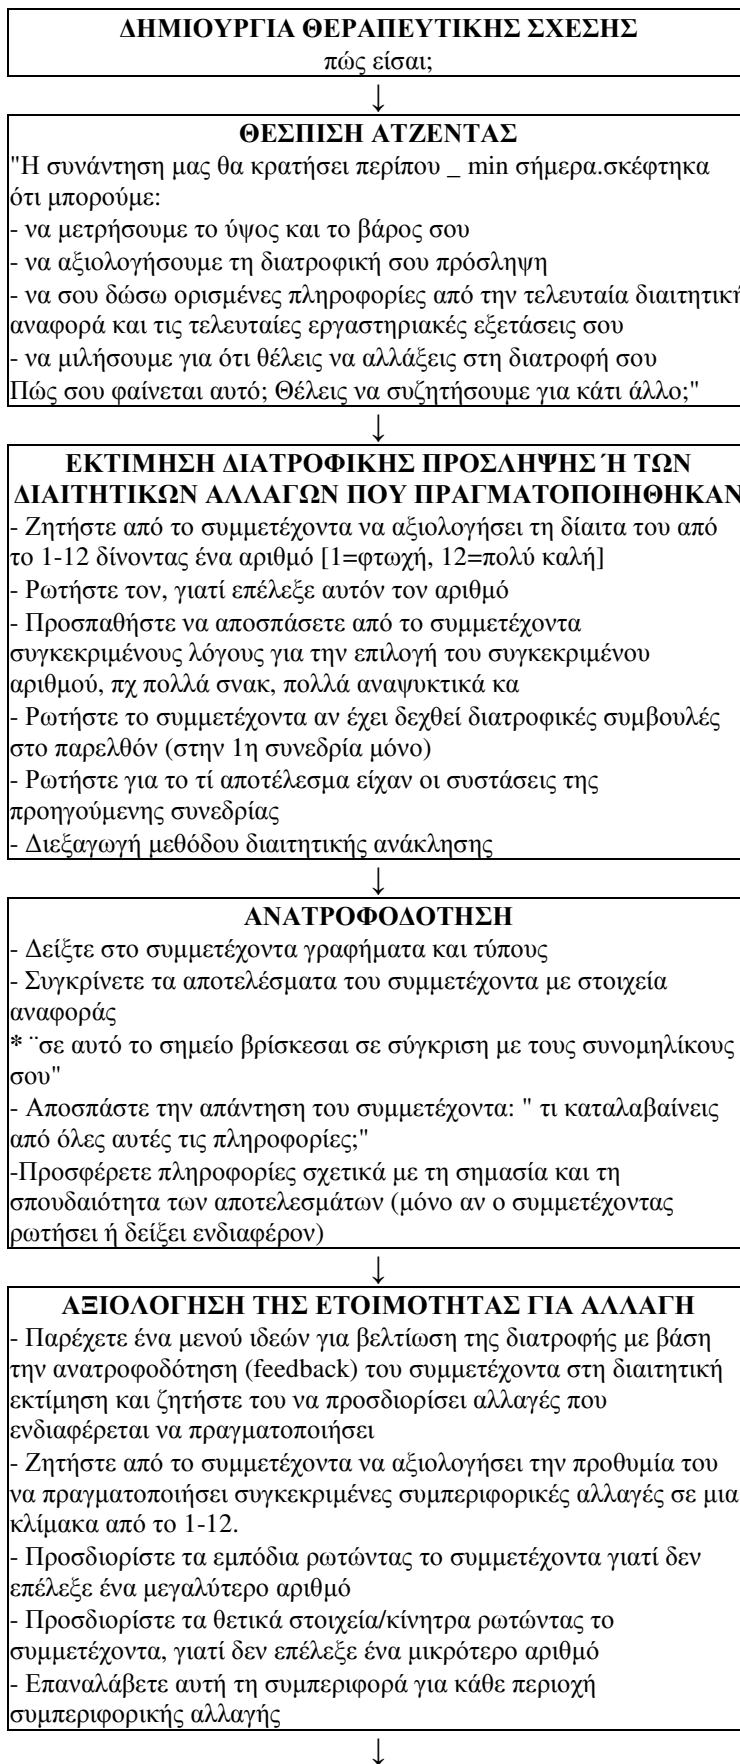 ΔΗΜΙΟΥΡΓΙΑ ΘΕΡΑΠΕΥΤΙΚΗΣ ΣΧΕΣΗΣ
πώς είσαι;
↓
ΘΕΣΠΙΣΗ ΑΤΖΕΝΤΑΣ
"Η συνάντηση μας θα κρατήσει περίπου _ min σήμερα.σκέφτηκα
ότι μπορούμε:
- να μετρήσουμε το ύψος και το βάρος σου
- να αξιολογήσουμε τη διατροφική σου πρόσληψη
- να σου δώσω ορισμένες πληροφορίες από την τελευταία διαιτητική
αναφορά και τις τελευταίες εργαστηριακές εξετάσεις σου
- να μιλήσουμε για ότι θέλεις να αλλάξεις στη διατροφή σου
Πώς σου φαίνεται αυτό; Θέλεις να συζητήσουμε για κάτι άλλο;"
↓
ΕΚΤΙΜΗΣΗ ΔΙΑΤΡΟΦΙΚΗΣ ΠΡΟΣΛΗΨΗΣ Ή ΤΩΝ
ΔΙΑΙΤΗΤΙΚΩΝ ΑΛΛΑΓΩΝ ΠΟΥ ΠΡΑΓΜΑΤΟΠΟΙΗΘΗΚΑΝ
- Ζητήστε από το συμμετέχοντα να αξιολογήσει τη δίαιτα του από
το 1-12 δίνοντας ένα αριθμό [1=φτωχή, 12=πολύ καλή]
- Ρωτήστε τον, γιατί επέλεξε αυτόν τον αριθμό
- Προσπαθήστε να αποσπάσετε από το συμμετέχοντα
συγκεκριμένους λόγους για την επιλογή του συγκεκριμένου
αριθμού, πχ πολλά σνακ, πολλά αναψυκτικά κα
- Ρωτήστε το συμμετέχοντα αν έχει δεχθεί διατροφικές συμβουλές
στο παρελθόν (στην 1η συνεδρία μόνο)
- Ρωτήστε για το τί αποτέλεσμα είχαν οι συστάσεις της
προηγούμενης συνεδρίας
- Διεξαγωγή μεθόδου διαιτητικής ανάκλησης
↓
ΑΝΑΤΡΟΦΟΔΟΤΗΣΗ
- Δείξτε στο συμμετέχοντα γραφήματα και τύπους
- Συγκρίνετε τα αποτελέσματα του συμμετέχοντα με στοιχεία
αναφοράς
* ¨σε αυτό το σημείο βρίσκεσαι σε σύγκριση με τους συνομηλίκους
σου"
- Αποσπάστε την απάντηση του συμμετέχοντα: " τι καταλαβαίνεις
από όλες αυτές τις πληροφορίες;"
-Προσφέρετε πληροφορίες σχετικά με τη σημασία και τη
σπουδαιότητα των αποτελεσμάτων (μόνο αν ο συμμετέχοντας
ρωτήσει ή δείξει ενδιαφέρον)
↓
ΑΞΙΟΛΟΓΗΣΗ ΤΗΣ ΕΤΟΙΜΟΤΗΤΑΣ ΓΙΑ ΑΛΛΑΓΗ
- Παρέχετε ένα μενού ιδεών για βελτίωση της διατροφής με βάση
την ανατροφοδότηση (feedback) του συμμετέχοντα στη διαιτητική
εκτίμηση και ζητήστε του να προσδιορίσει αλλαγές που
ενδιαφέρεται να πραγματοποιήσει
- Ζητήστε από το συμμετέχοντα να αξιολογήσει την προθυμία του
να πραγματοποιήσει συγκεκριμένες συμπεριφορικές αλλαγές σε μια
κλίμακα από το 1-12.
- Προσδιορίστε τα εμπόδια ρωτώντας το συμμετέχοντα γιατί δεν
επέλεξε ένα μεγαλύτερο αριθμό
- Προσδιορίστε τα θετικά στοιχεία/κίνητρα ρωτώντας το
συμμετέχοντα, γιατί δεν επέλεξε ένα μικρότερο αριθμό
- Επαναλάβετε αυτή τη συμπεριφορά για κάθε περιοχή
συμπεριφορικής αλλαγής
↓